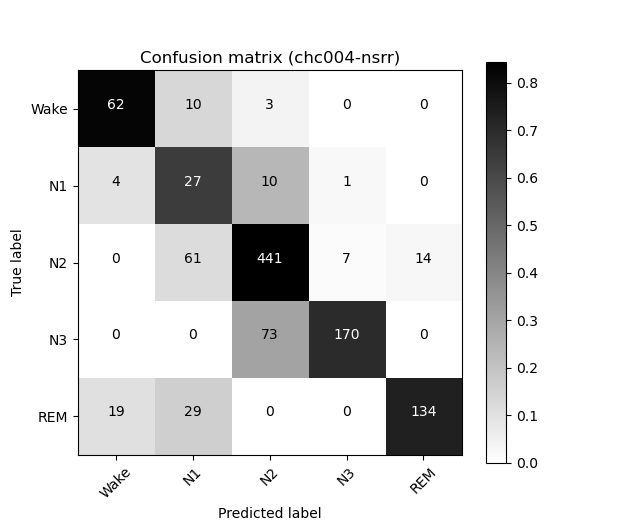 Confusion matrix (chc004-nsrr)
Wake 62 10 3 0 0
N1 4 27 10 1 0
N2 0 61 441 7 14
N3 0 0 73 170 0
REM 19 29 0 0 134
Wake N1 N2 N3 REM
Predicted label
True label
0.8
0.7
0.6
0.5
0.4
0.3
0.2
0.1
0.0